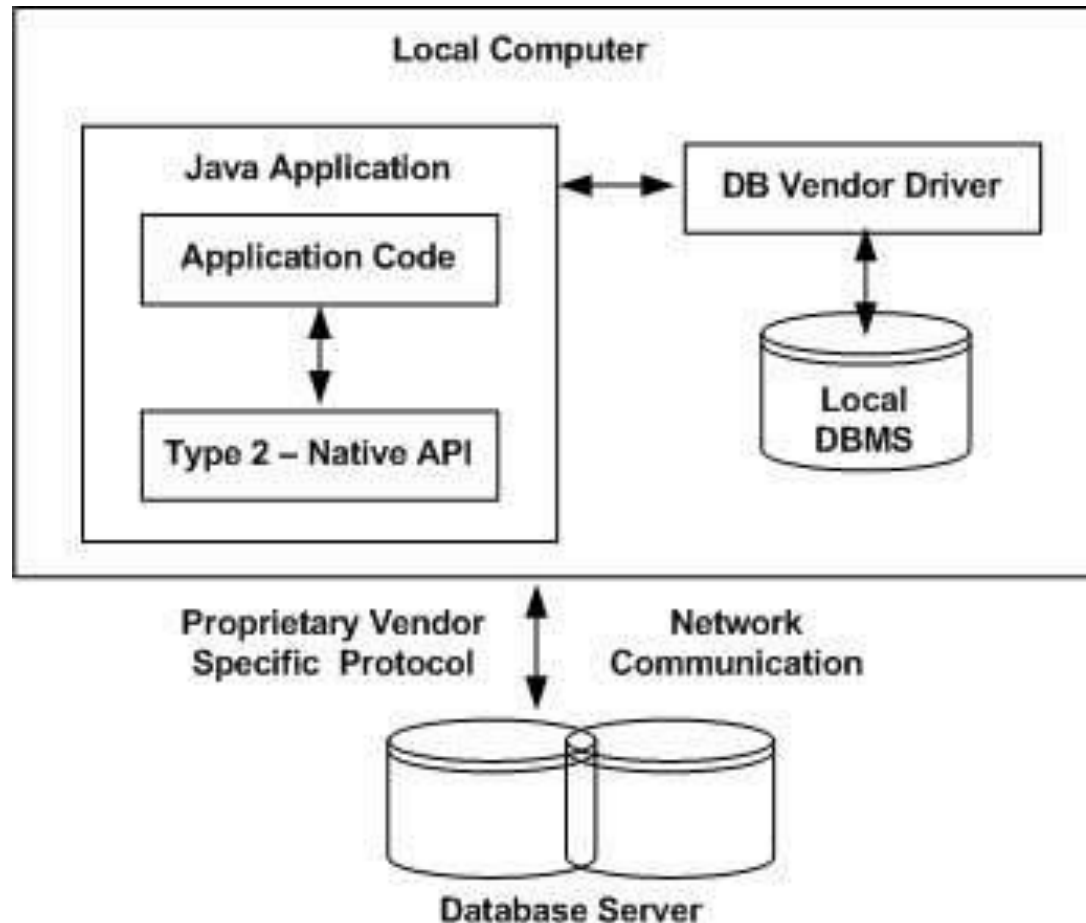 Local Computer
Java Application
DB Vendor Driver
Application Code
Type 2 – Native API
Local
DBMS
Proprietary Vendor
Specific Protocol
Network
Communication
Database Server